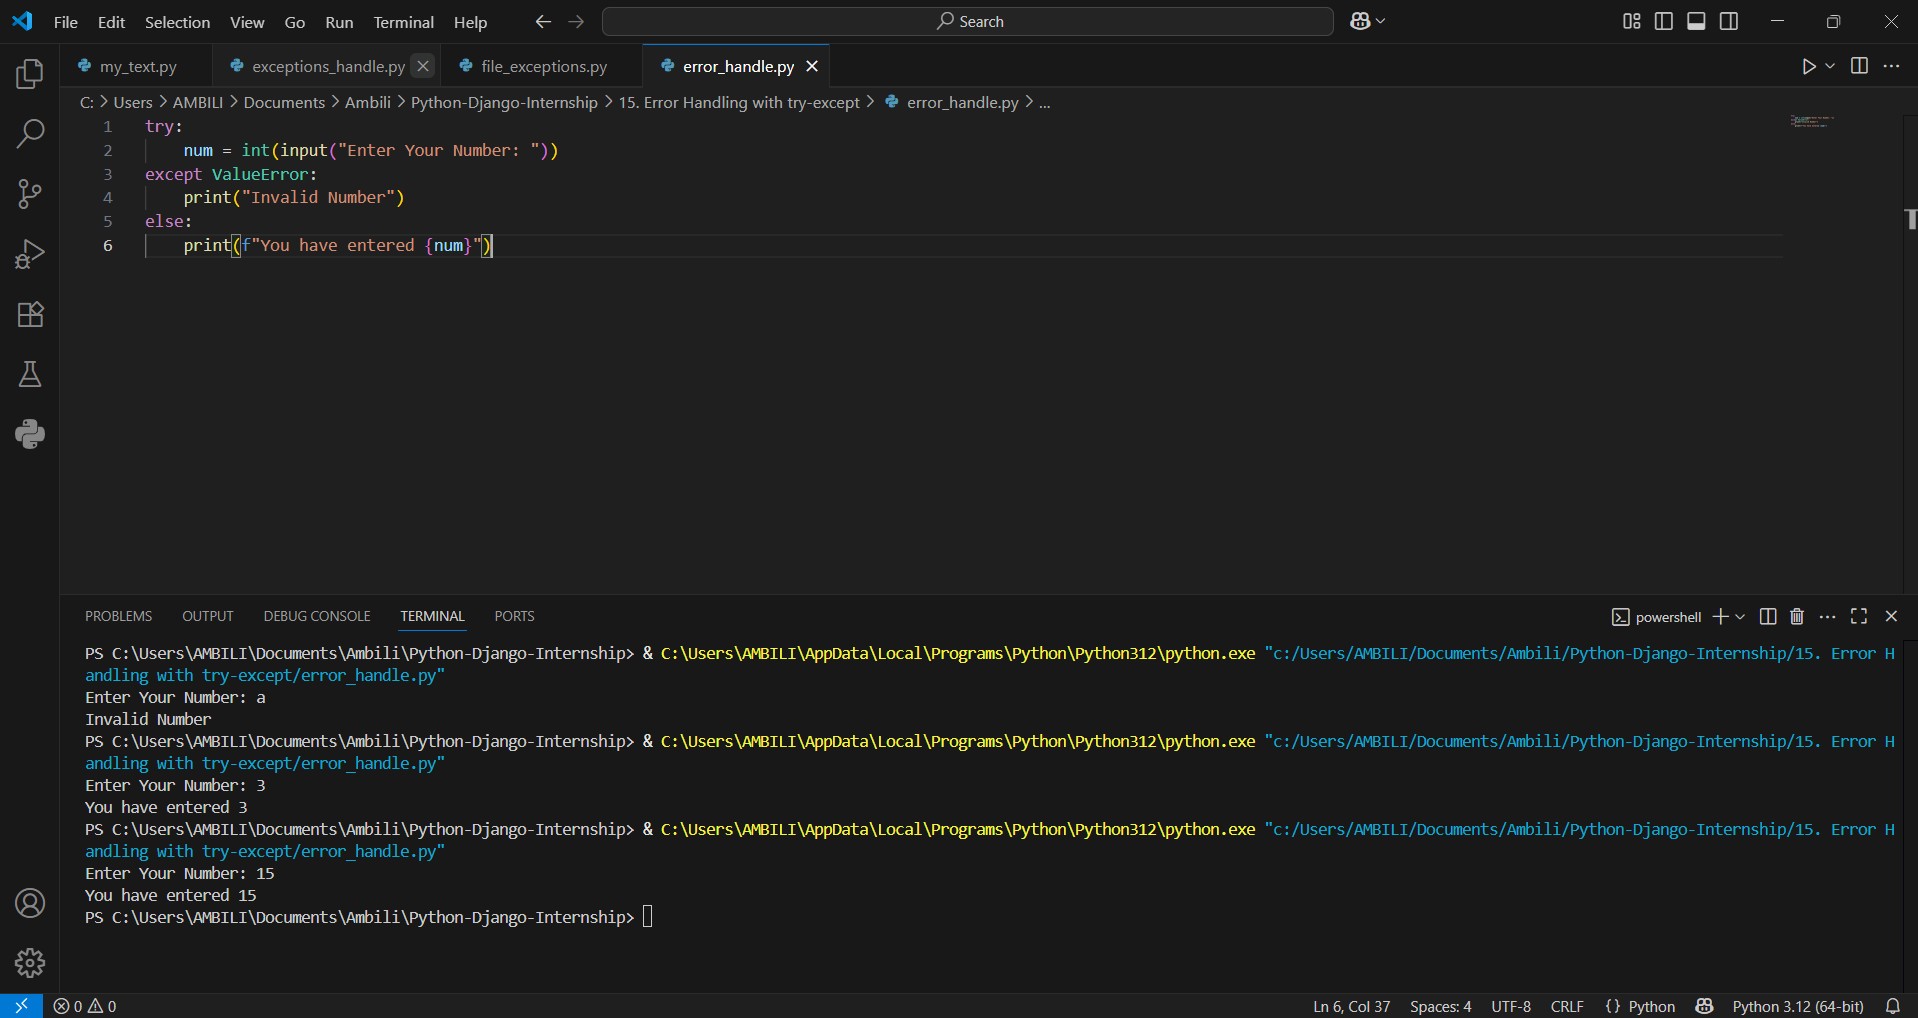 File Edit Selection View Go Run Terminal Help Search
my_text.py exceptions_handle.py file_exceptions.py error_handle.py
C: > Users > AMBILI > Documents > Ambili > Python-Django-Internship > 15. Error Handling with try-except > error_handle.py > ...
1 try:
2     num = int(input("Enter Your Number: "))
3 except ValueError:
4     print("Invalid Number")
5 else:
6     print(f"You have entered {num}")
PROBLEMS OUTPUT DEBUG CONSOLE TERMINAL PORTS powershell
PS C:\Users\AMBILI\Documents\Ambili\Python-Django-Internship> & C:\Users\AMBILI\AppData\Local\Programs\Python\Python312\python.exe "c:/Users/AMBILI/Documents/Ambili/Python-Django-Internship/15. Error H
andling with try-except/error_handle.py"
Enter Your Number: a
Invalid Number
PS C:\Users\AMBILI\Documents\Ambili\Python-Django-Internship> & C:\Users\AMBILI\AppData\Local\Programs\Python\Python312\python.exe "c:/Users/AMBILI/Documents/Ambili/Python-Django-Internship/15. Error H
andling with try-except/error_handle.py"
Enter Your Number: 3
You have entered 3
PS C:\Users\AMBILI\Documents\Ambili\Python-Django-Internship> & C:\Users\AMBILI\AppData\Local\Programs\Python\Python312\python.exe "c:/Users/AMBILI/Documents/Ambili/Python-Django-Internship/15. Error H
andling with try-except/error_handle.py"
Enter Your Number: 15
You have entered 15
PS C:\Users\AMBILI\Documents\Ambili\Python-Django-Internship>
0 0 Ln 6, Col 37 Spaces: 4 UTF-8 CRLF {} Python Python 3.12 (64-bit)